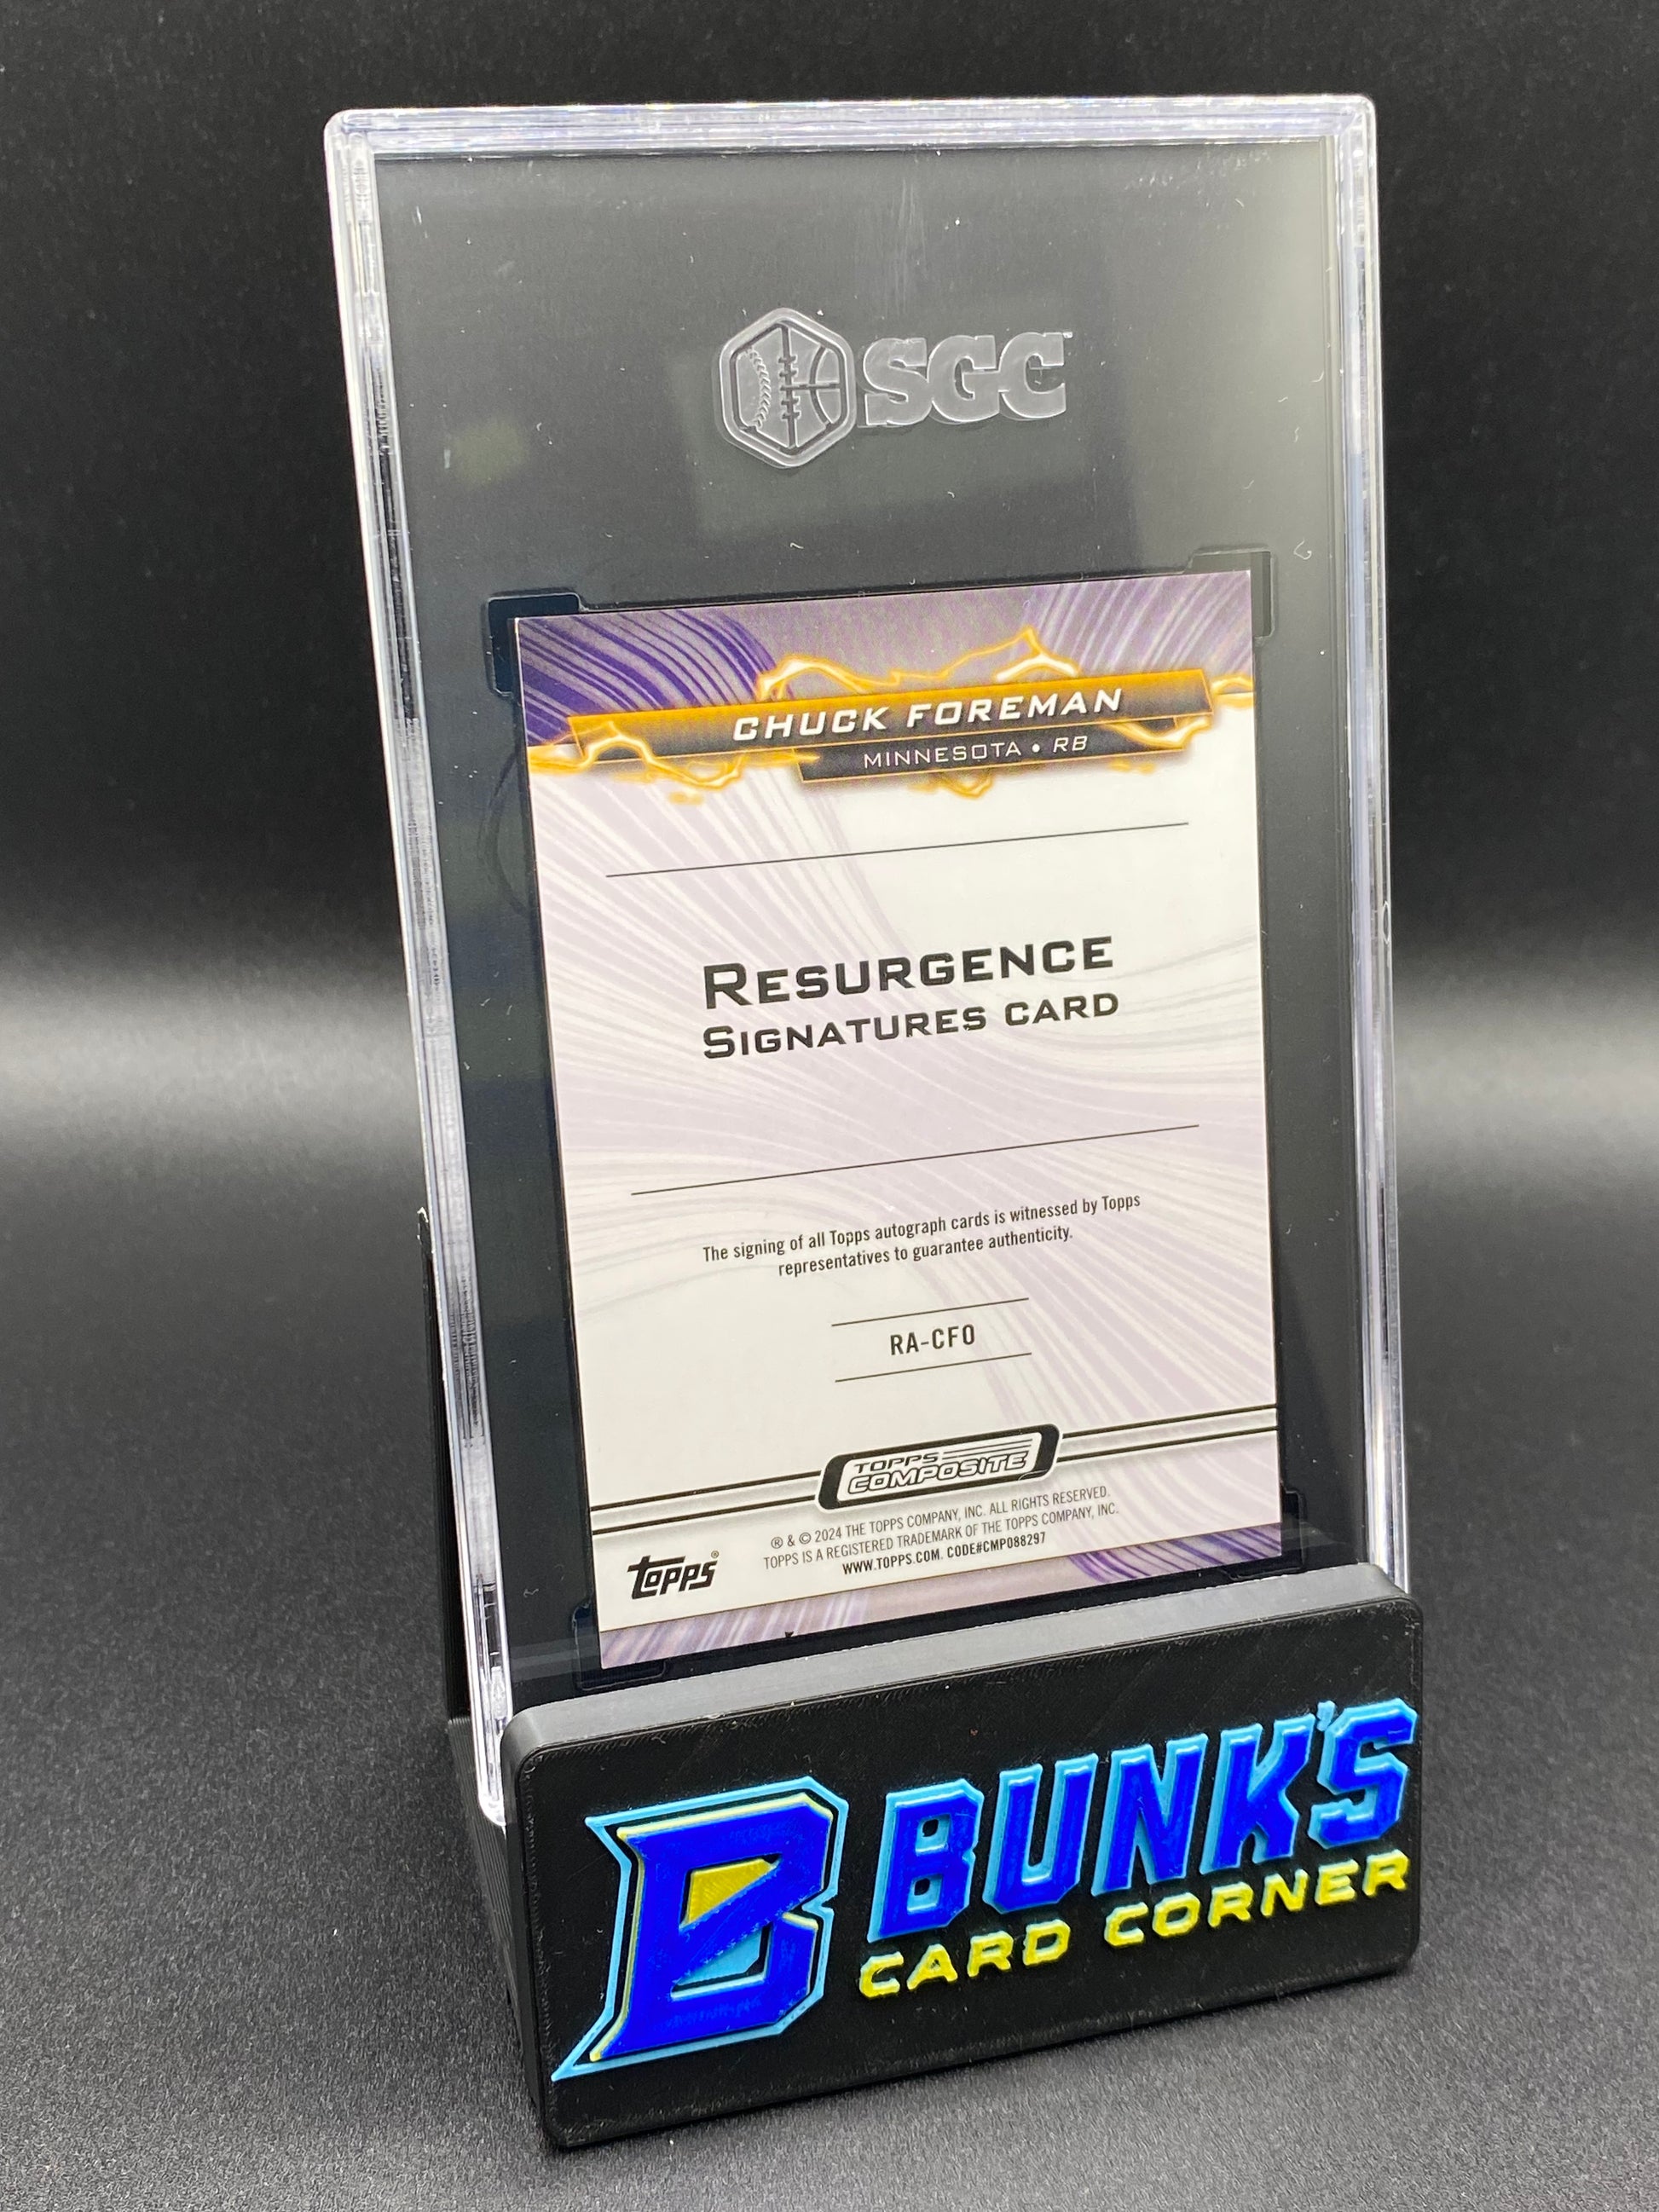 SGC
CHUCK FOREMAN
MINNESOTA • RB
RESURGENCE
SIGNATURES CARD
The signing of all Topps autograph cards is witnessed by Topps
representatives to guarantee authenticity.
RA-CFO
TOPPS
COMPOSITE
® & © 2024 THE TOPPS COMPANY, INC. ALL RIGHTS RESERVED.
TOPPS IS A REGISTERED TRADEMARK OF THE TOPPS COMPANY, INC.
WWW.TOPPS.COM. CODE#CMP088297
topps®
B BUNK'S
CARD CORNER